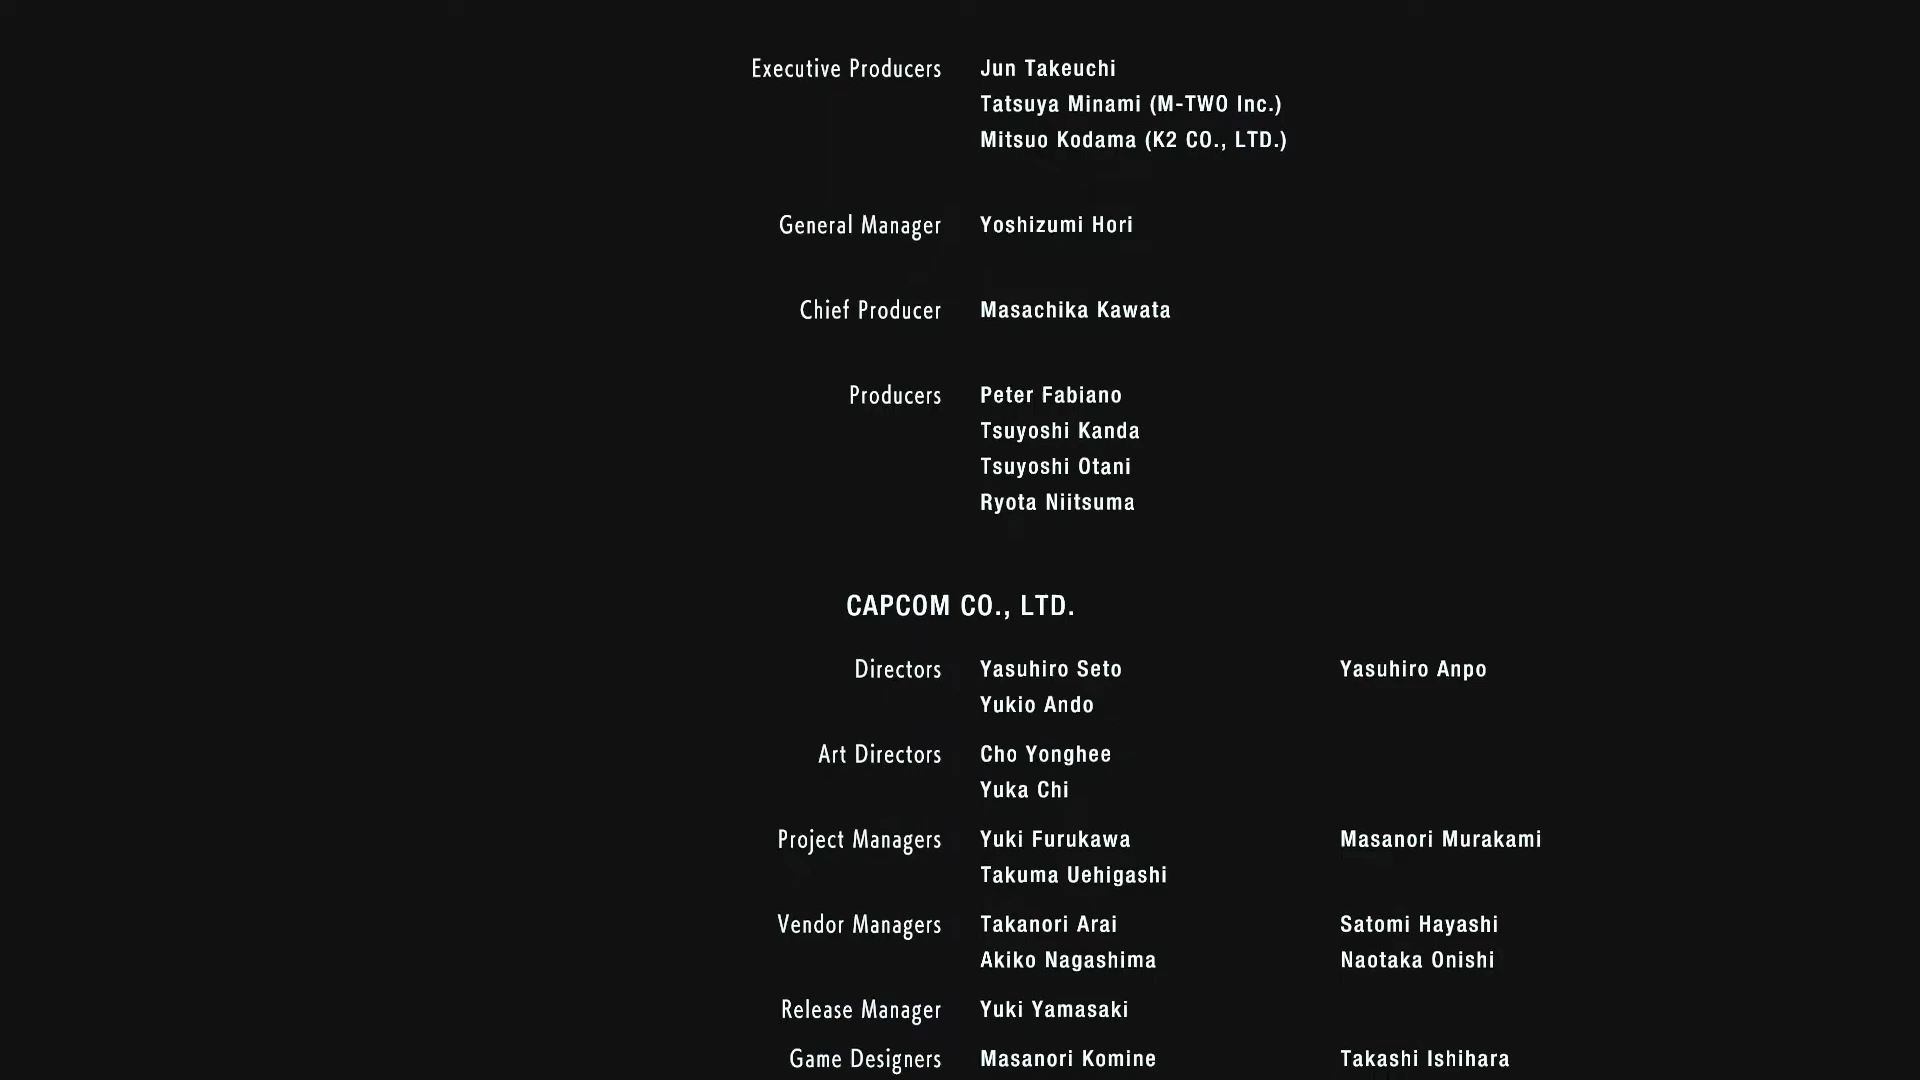 Executive Producers Jun Takeuchi
Tatsuya Minami (M-TWO Inc.)
Mitsuo Kodama (K2 CO., LTD.)
General Manager Yoshizumi Hori
Chief Producer Masachika Kawata
Producers Peter Fabiano
Tsuyoshi Kanda
Tsuyoshi Otani
Ryota Niitsuma
CAPCOM CO., LTD.
Directors Yasuhiro Seto Yasuhiro Anpo
Yukio Ando
Art Directors Cho Yonghee
Yuka Chi
Project Managers Yuki Furukawa Masanori Murakami
Takuma Uehigashi
Vendor Managers Takanori Arai Satomi Hayashi
Akiko Nagashima Naotaka Onishi
Release Manager Yuki Yamasaki
Game Designers Masanori Komine Takashi Ishihara